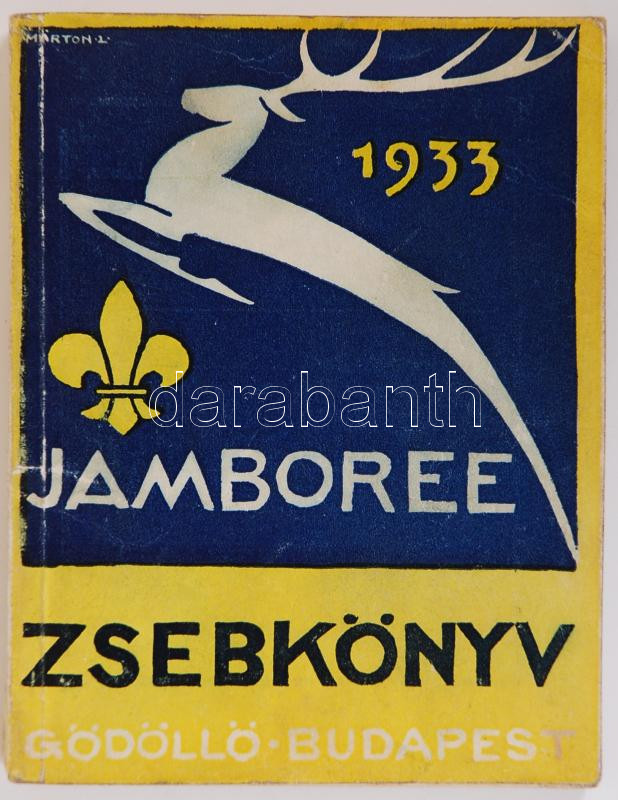 MÁRTON.L.
1933
darabanth
JAMBOREE
ZSEBKÖNYV
GÖDÖLLŐ·BUDAPEST